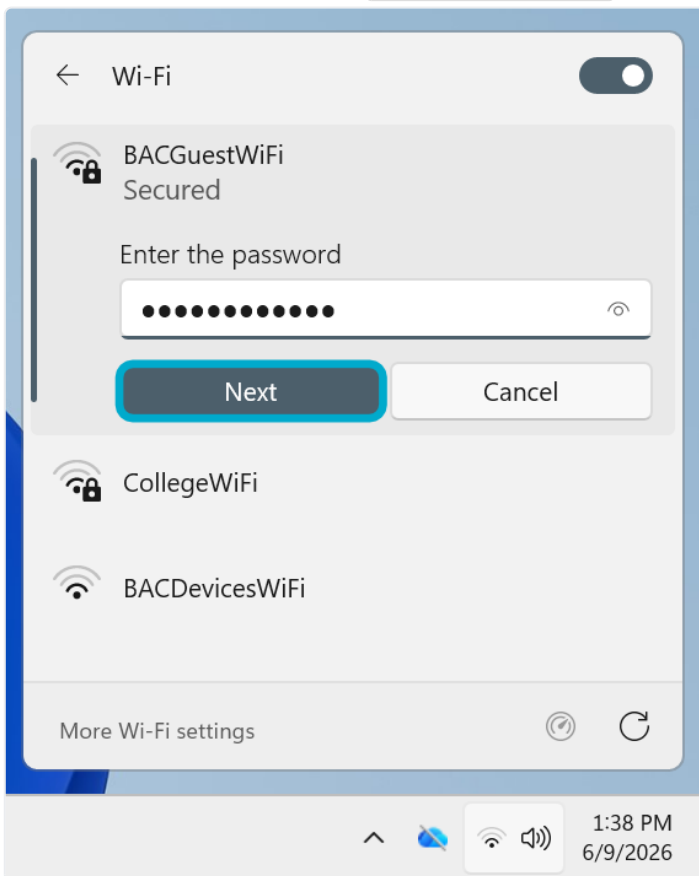 Wi-Fi
BACGuestWiFi
Secured
Enter the password
●●●●●●●●●●●●
Next Cancel
CollegeWiFi
BACDevicesWiFi
More Wi-Fi settings
1:38 PM
6/9/2026